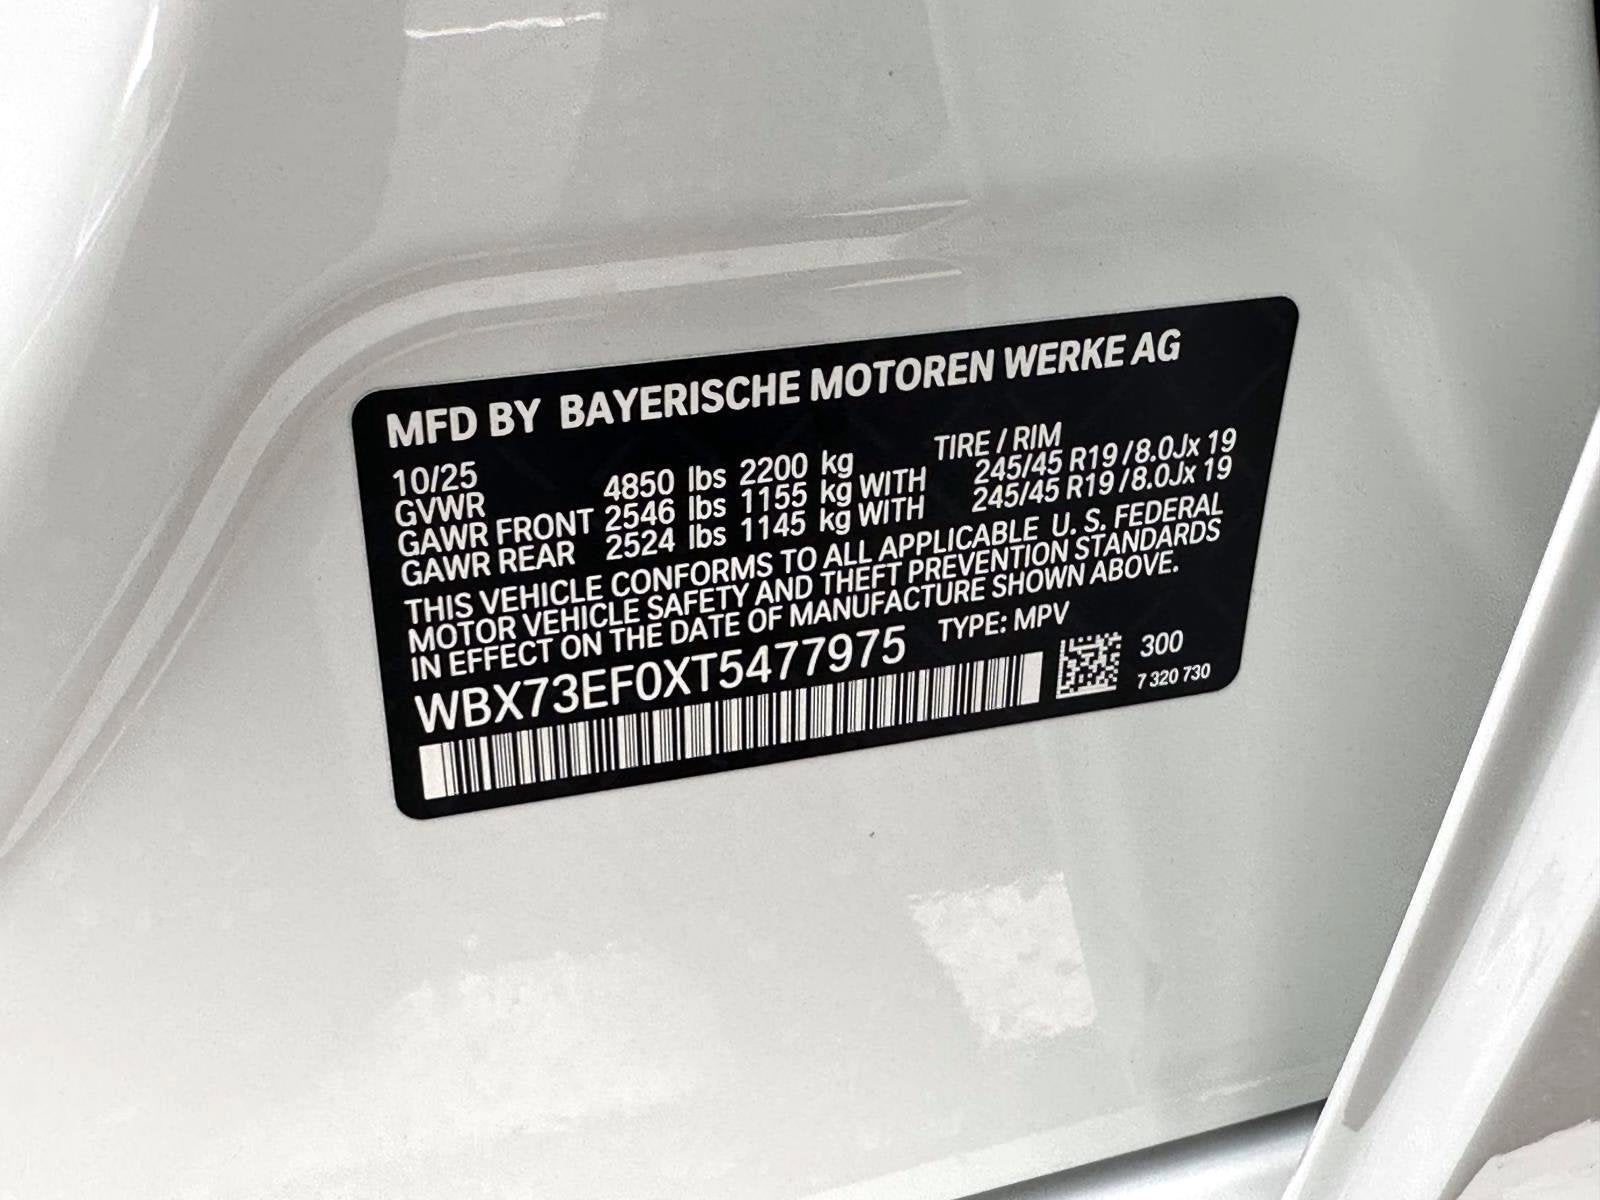 MFD BY BAYERISCHE MOTOREN WERKE AG
10/25 TIRE / RIM
GVWR 4850 lbs 2200 kg
GAWR FRONT 2546 lbs 1155 kg WITH 245/45 R19 /8.0Jx 19
GAWR REAR 2524 lbs 1145 kg WITH 245/45 R19 /8.0Jx 19
THIS VEHICLE CONFORMS TO ALL APPLICABLE U. S. FEDERAL
MOTOR VEHICLE SAFETY AND THEFT PREVENTION STANDARDS
IN EFFECT ON THE DATE OF MANUFACTURE SHOWN ABOVE.
WBX73EF0XT5477975 TYPE: MPV
300
7 320 730